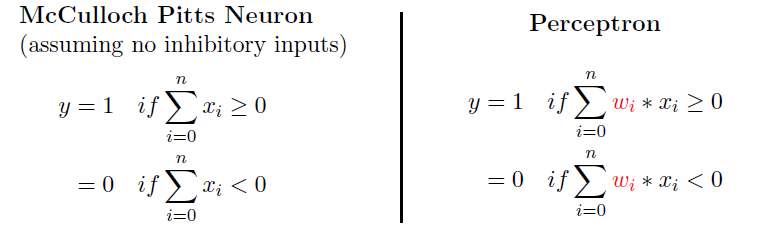 McCulloch Pitts Neuron
(assuming no inhibitory inputs)
y = 1 if ∑_{i=0}^{n} x_i ≥ 0
= 0 if ∑_{i=0}^{n} x_i < 0
Perceptron
y = 1 if ∑_{i=0}^{n} w_i * x_i ≥ 0
= 0 if ∑_{i=0}^{n} w_i * x_i < 0